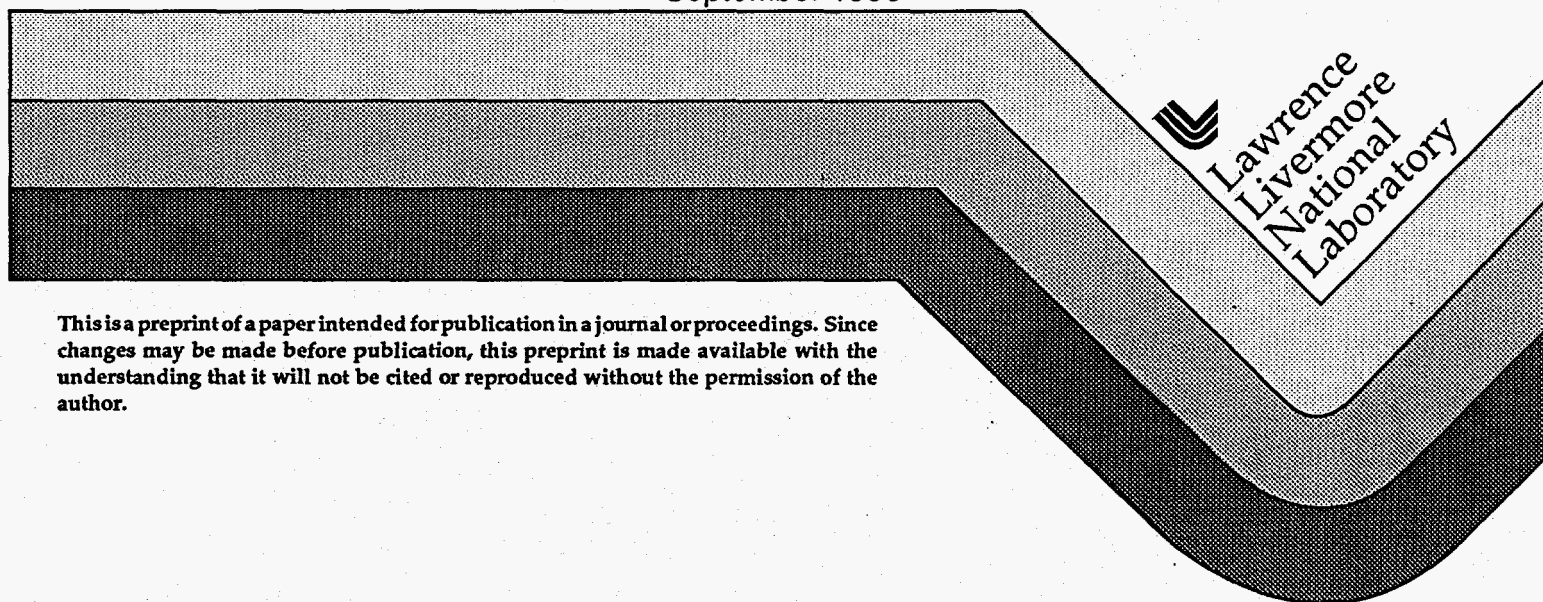 Lawrence
Livermore
National
Laboratory
This is a preprint of a paper intended for publication in a journal or proceedings. Since
changes may be made before publication, this preprint is made available with the
understanding that it will not be cited or reproduced without the permission of the
author.